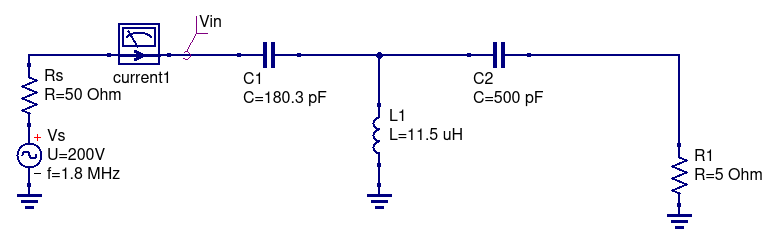 Vin
current1
Rs
R=50 Ohm
Vs
U=200V
f=1.8 MHz
C1
C=180.3 pF
L1
L=11.5 uH
C2
C=500 pF
R1
R=5 Ohm